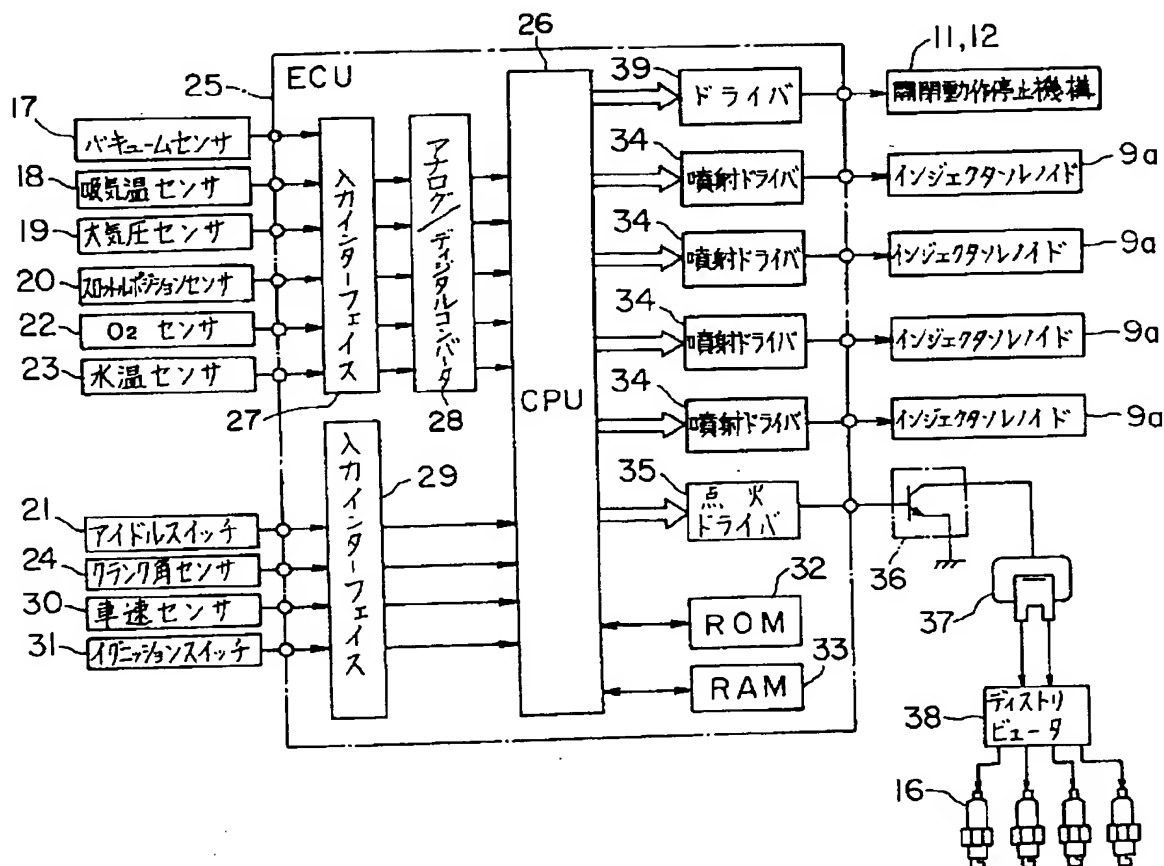 26
11,12
39
ECU
25
ドライバ
開閉動作停止機構
17
バキュームセンサ
34
9a
18
吸気温センサ
噴射ドライバ
インジェクタソレノイド
19
大気圧センサ
34
9a
噴射ドライバ
インジェクタソレノイド
20
スロットルポジションセンサ
入力インターフェイス
アナログ/ディジタルコンバータ
34
9a
22
O2 センサ
噴射ドライバ
インジェクタソレノイド
23
水温センサ
CPU
34
9a
27
28
噴射ドライバ
インジェクタソレノイド
29
入力インターフェイス
35
点火
ドライバ
36
21
アイドルスイッチ
24
クランク角センサ
32
37
30
車速センサ
ROM
31
イグニッションスイッチ
33
RAM
38
ディストリ
ビュータ
16